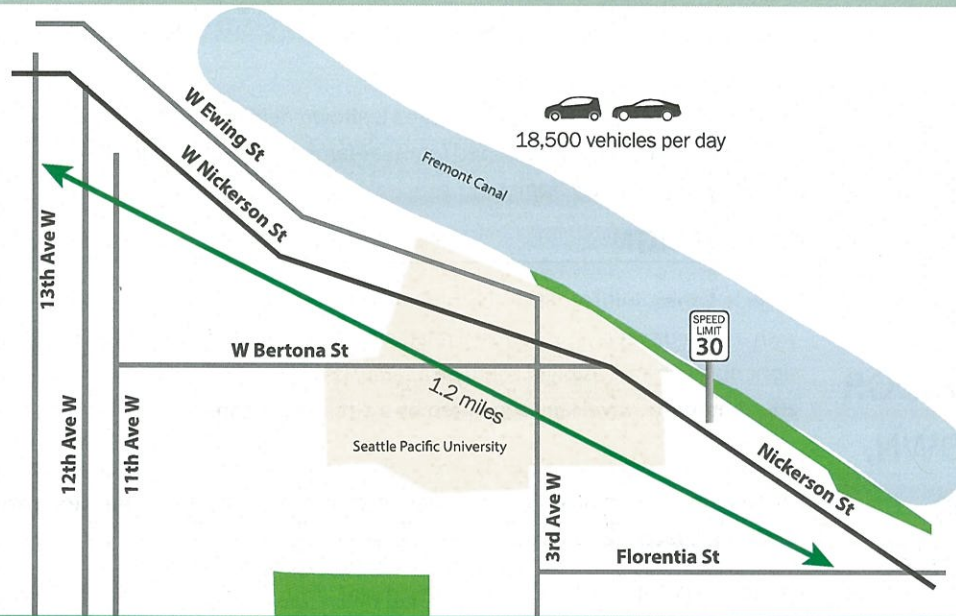 18,500 vehicles per day
W Ewing St
Fremont Canal
W Nickerson St
13th Ave W
SPEED
LIMIT
30
W Bertona St
1.2 miles
12th Ave W
11th Ave W
Seattle Pacific University
Nickerson St
3rd Ave W
Florentia St